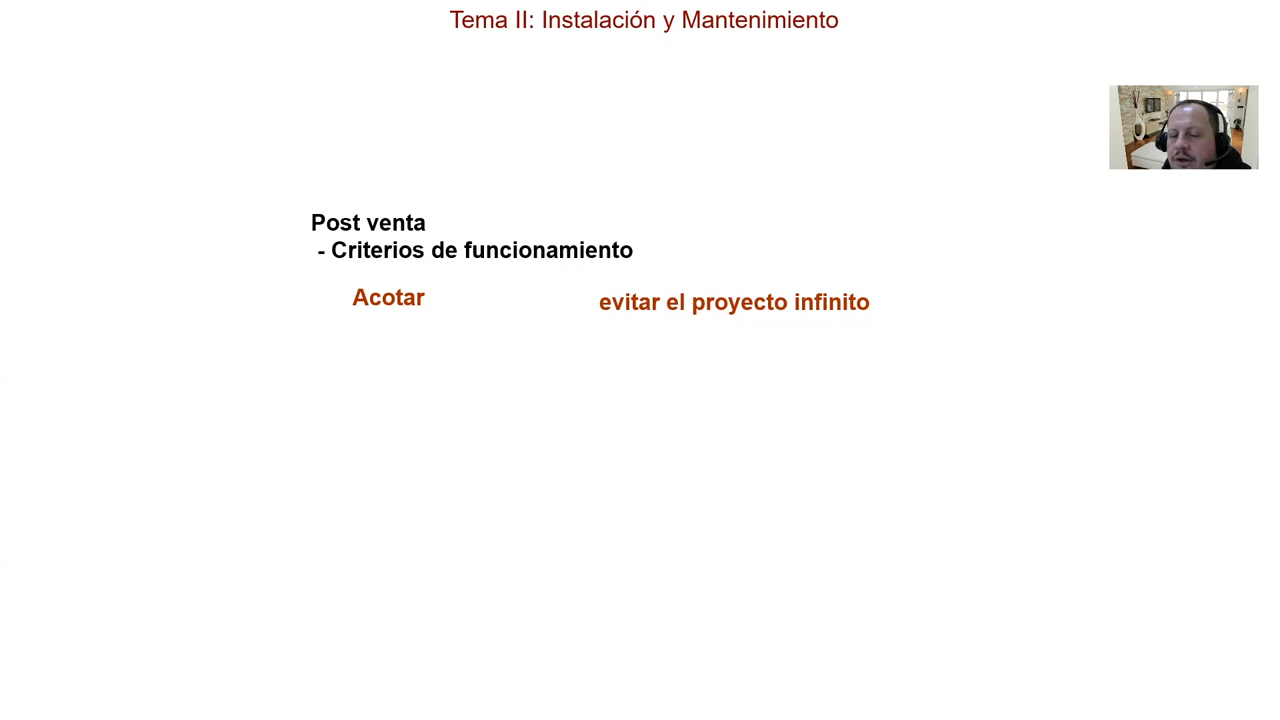 Tema II: Instalación y Mantenimiento
Post venta
- Criterios de funcionamiento
Acotar
evitar el proyecto infinito